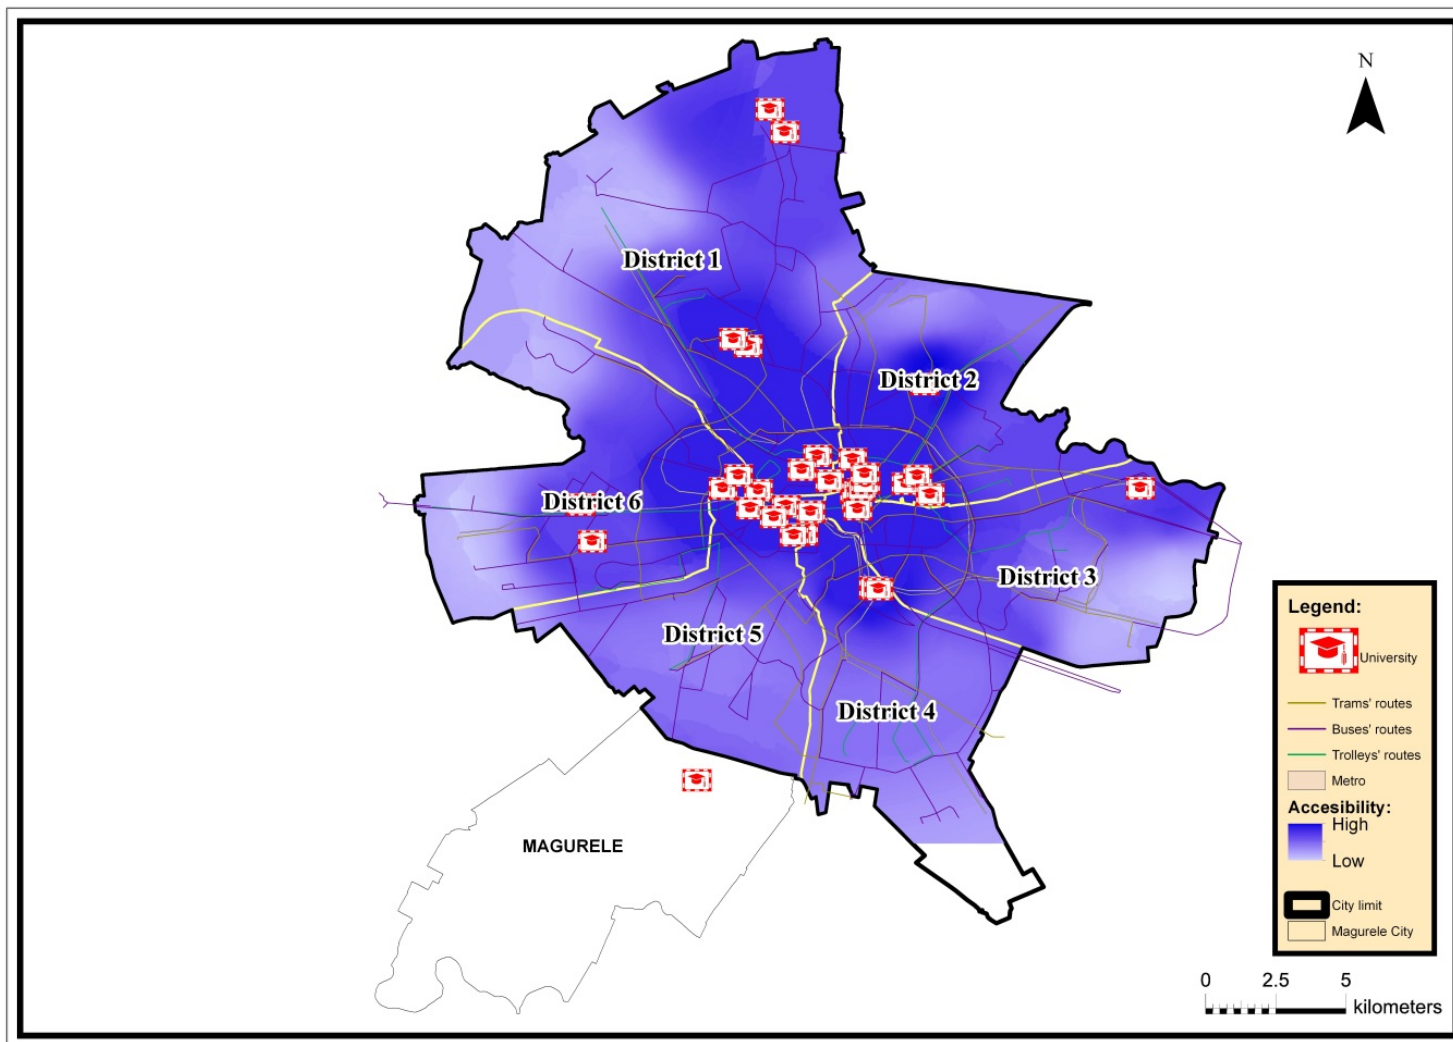 N
District 1
District 2
District 6
District 3
District 5
District 4
MAGURELE
Legend:
University
Trams' routes
Buses' routes
Trolleys' routes
Metro
Accesibility:
High
Low
City limit
Magurele City
0 2.5 5
kilometers